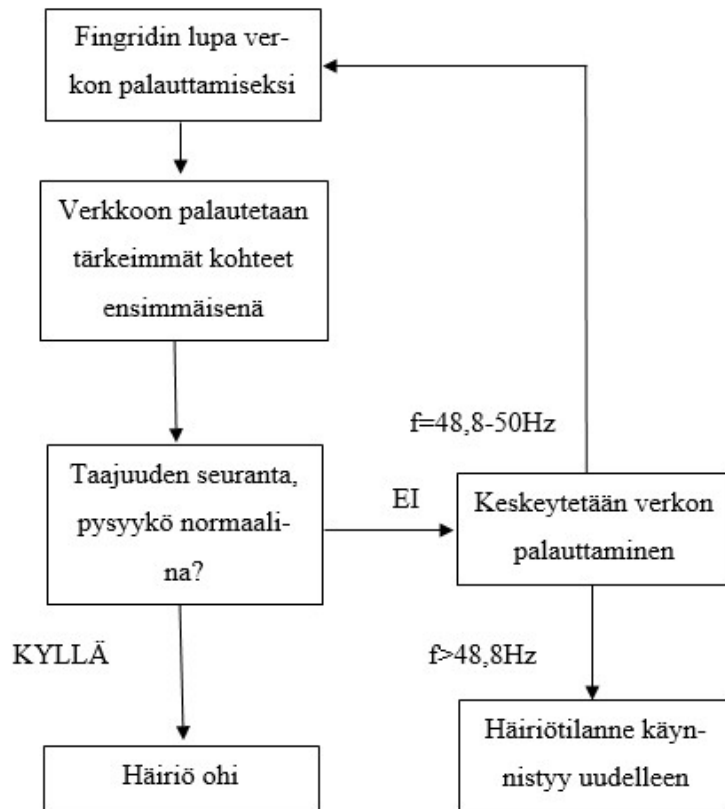 Fingridin lupa ver-
kon palauttamiseksi
Verkkoon palautetaan
tärkeimmät kohteet
ensimmäisenä
f=48,8-50Hz
Taajuuden seuranta,
pysyykö normaali-
na?
EI
Keskeytetään verkon
palauttaminen
KYLLÄ
f>48,8Hz
Häiriö ohi
Häiriötilanne käyn-
nistyy uudelleen